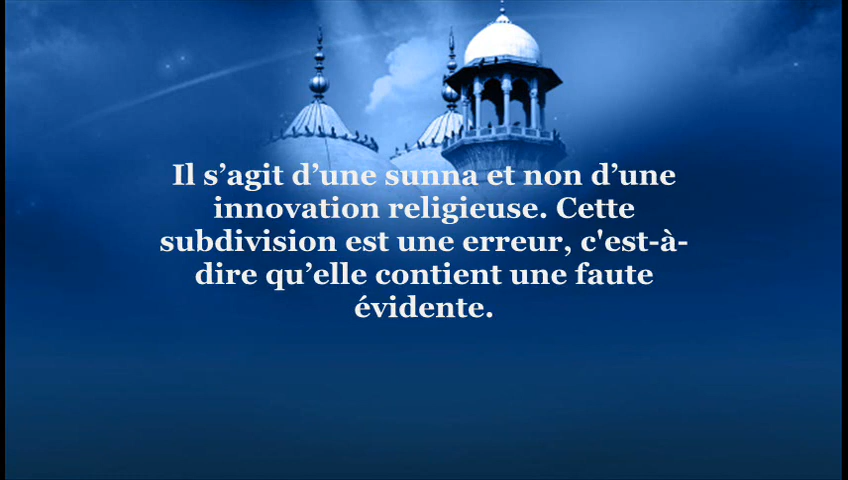 Il s’agit d’une sunna et non d’une
innovation religieuse. Cette
subdivision est une erreur, c'est-à-
dire qu’elle contient une faute
évidente.